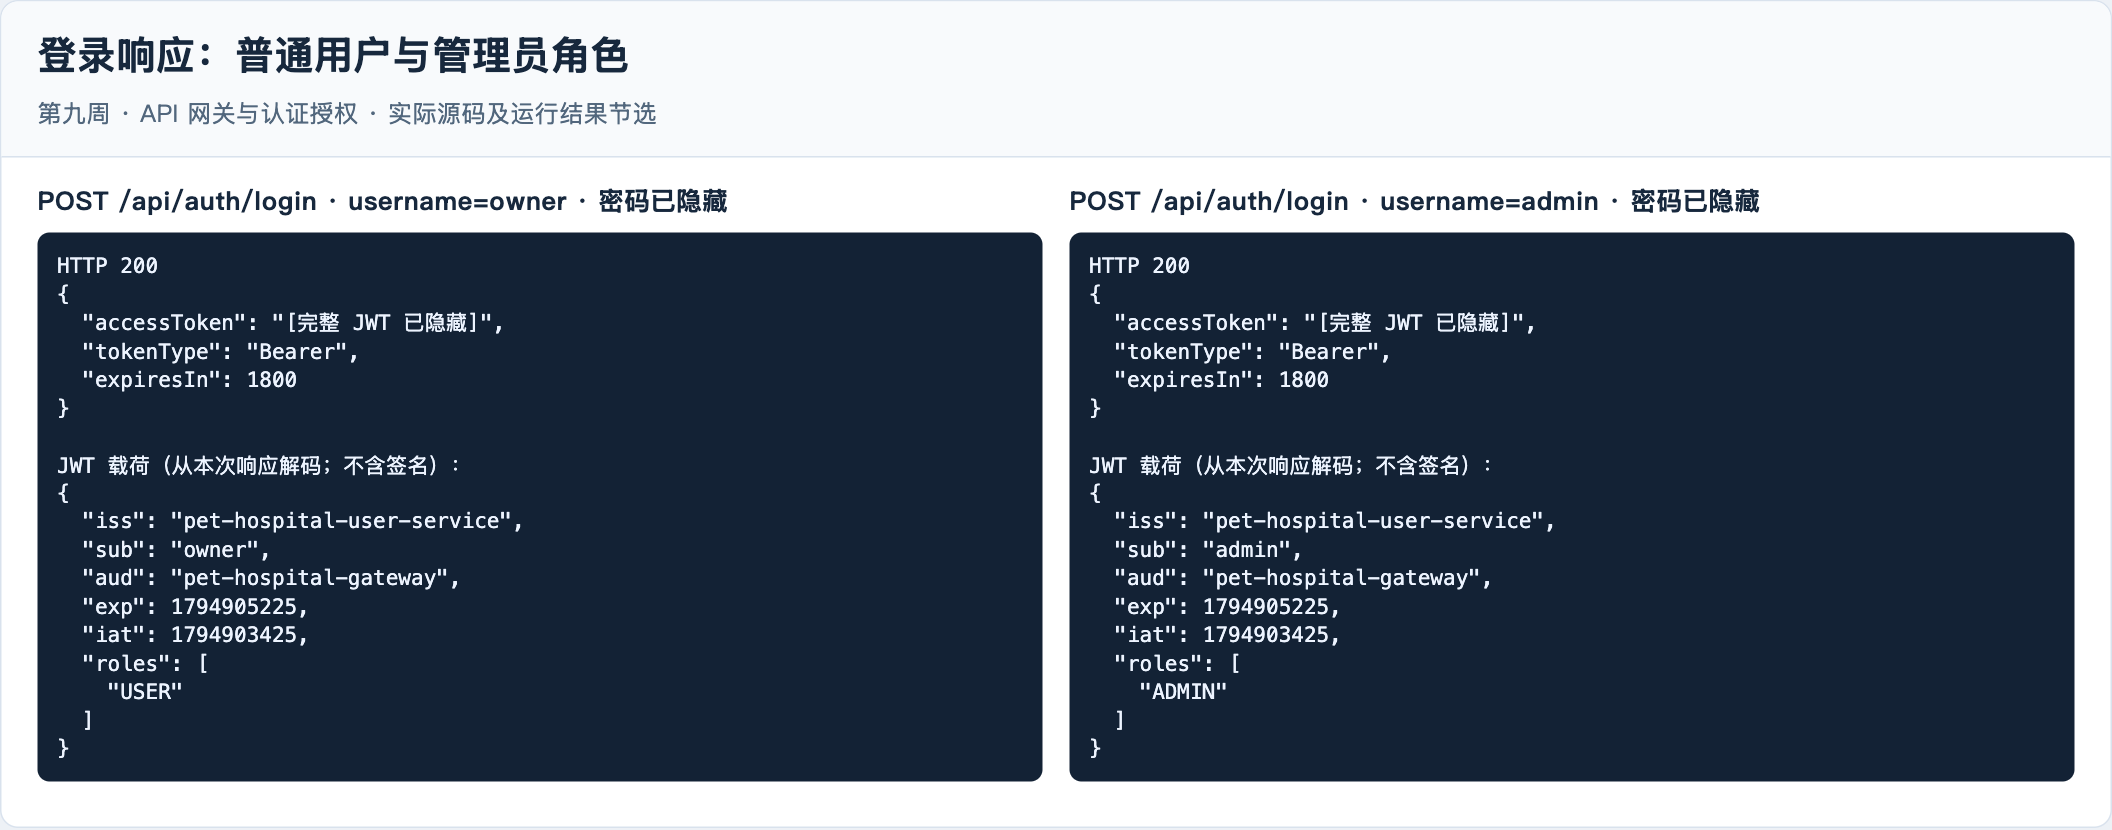 登录响应：普通用户与管理员角色
第九周 · API 网关与认证授权 · 实际源码及运行结果节选
POST /api/auth/login · username=owner · 密码已隐藏
HTTP 200
{
  "accessToken": "[完整 JWT 已隐藏]",
  "tokenType": "Bearer",
  "expiresIn": 1800
}
JWT 载荷（从本次响应解码；不含签名）：
{
  "iss": "pet-hospital-user-service",
  "sub": "owner",
  "aud": "pet-hospital-gateway",
  "exp": 1794905225,
  "iat": 1794903425,
  "roles": [
    "USER"
  ]
}
POST /api/auth/login · username=admin · 密码已隐藏
HTTP 200
{
  "accessToken": "[完整 JWT 已隐藏]",
  "tokenType": "Bearer",
  "expiresIn": 1800
}
JWT 载荷（从本次响应解码；不含签名）：
{
  "iss": "pet-hospital-user-service",
  "sub": "admin",
  "aud": "pet-hospital-gateway",
  "exp": 1794905225,
  "iat": 1794903425,
  "roles": [
    "ADMIN"
  ]
}